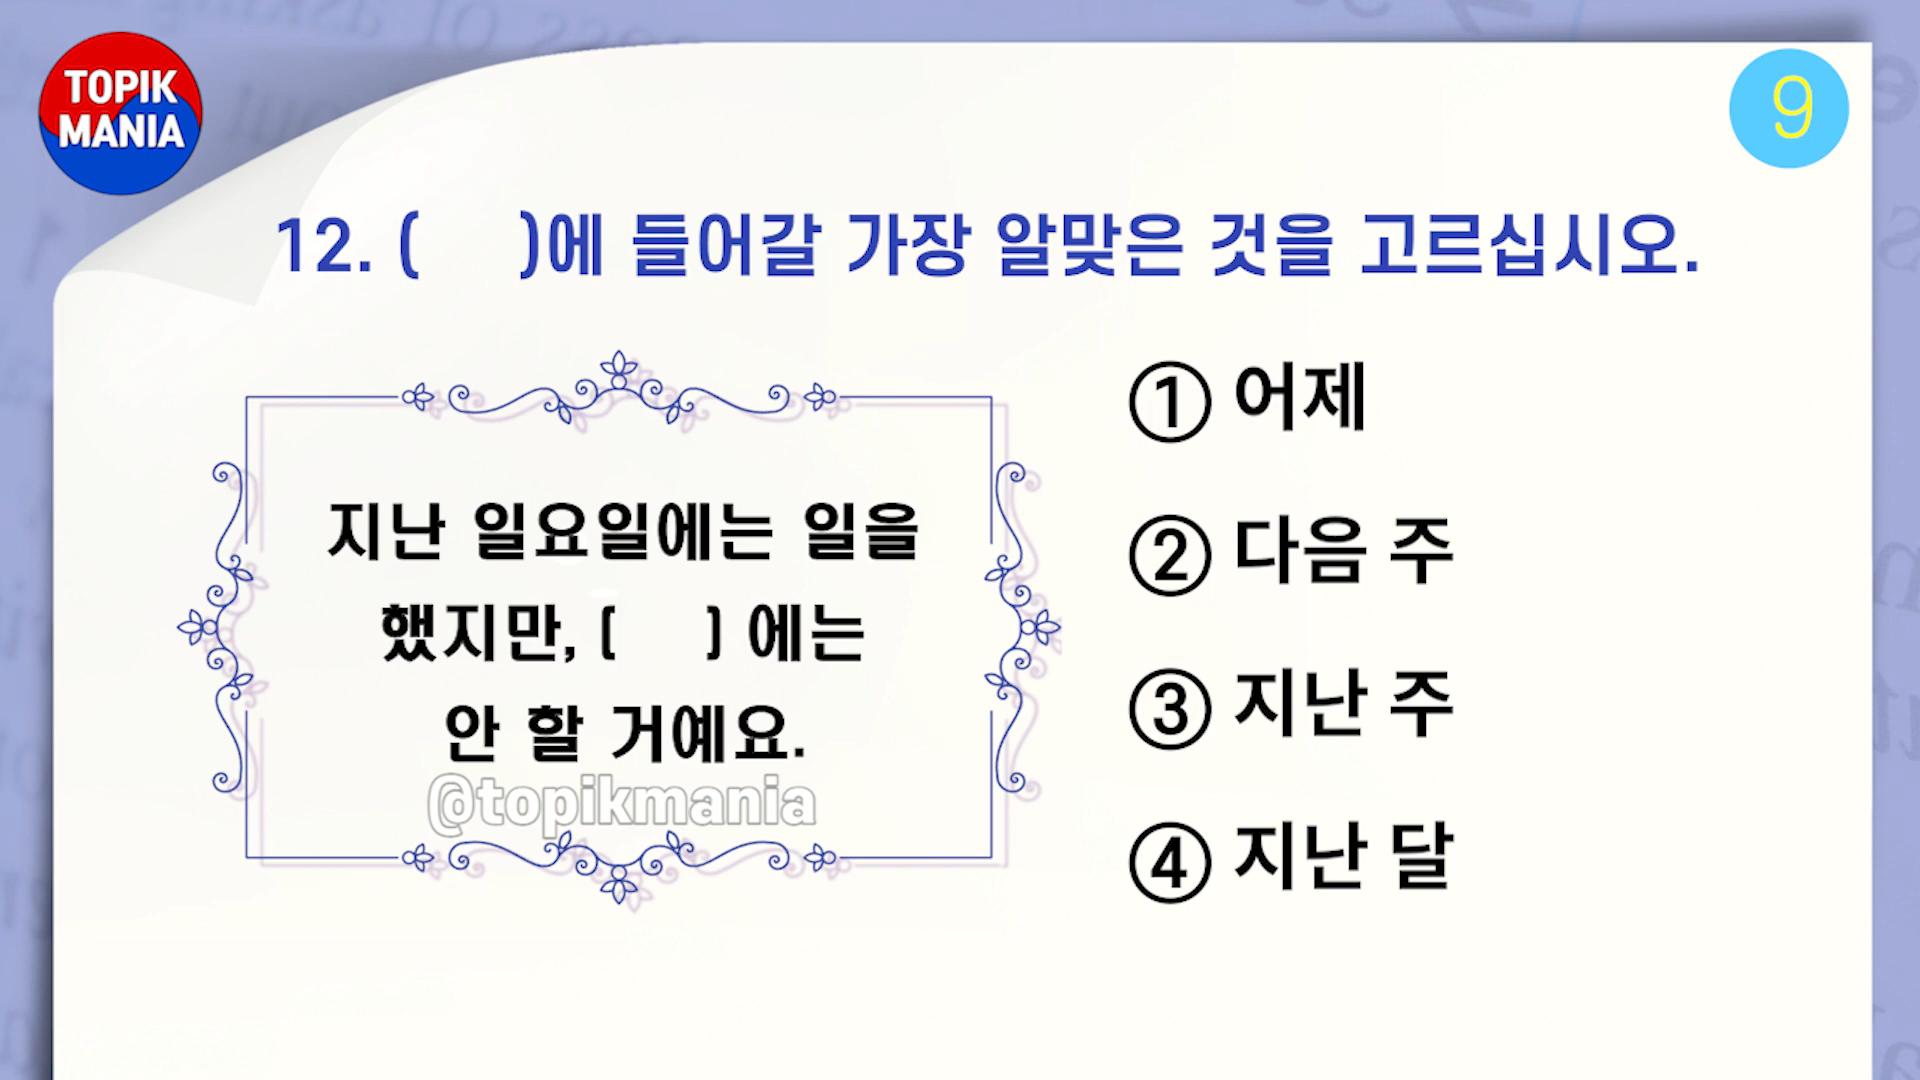 TOPIK
MANIA
9
12. (    )에 들어갈 가장 알맞은 것을 고르십시오.
지난 일요일에는 일을
했지만, (    ) 에는
안 할 거예요.
@topikmania
① 어제
② 다음 주
③ 지난 주
④ 지난 달